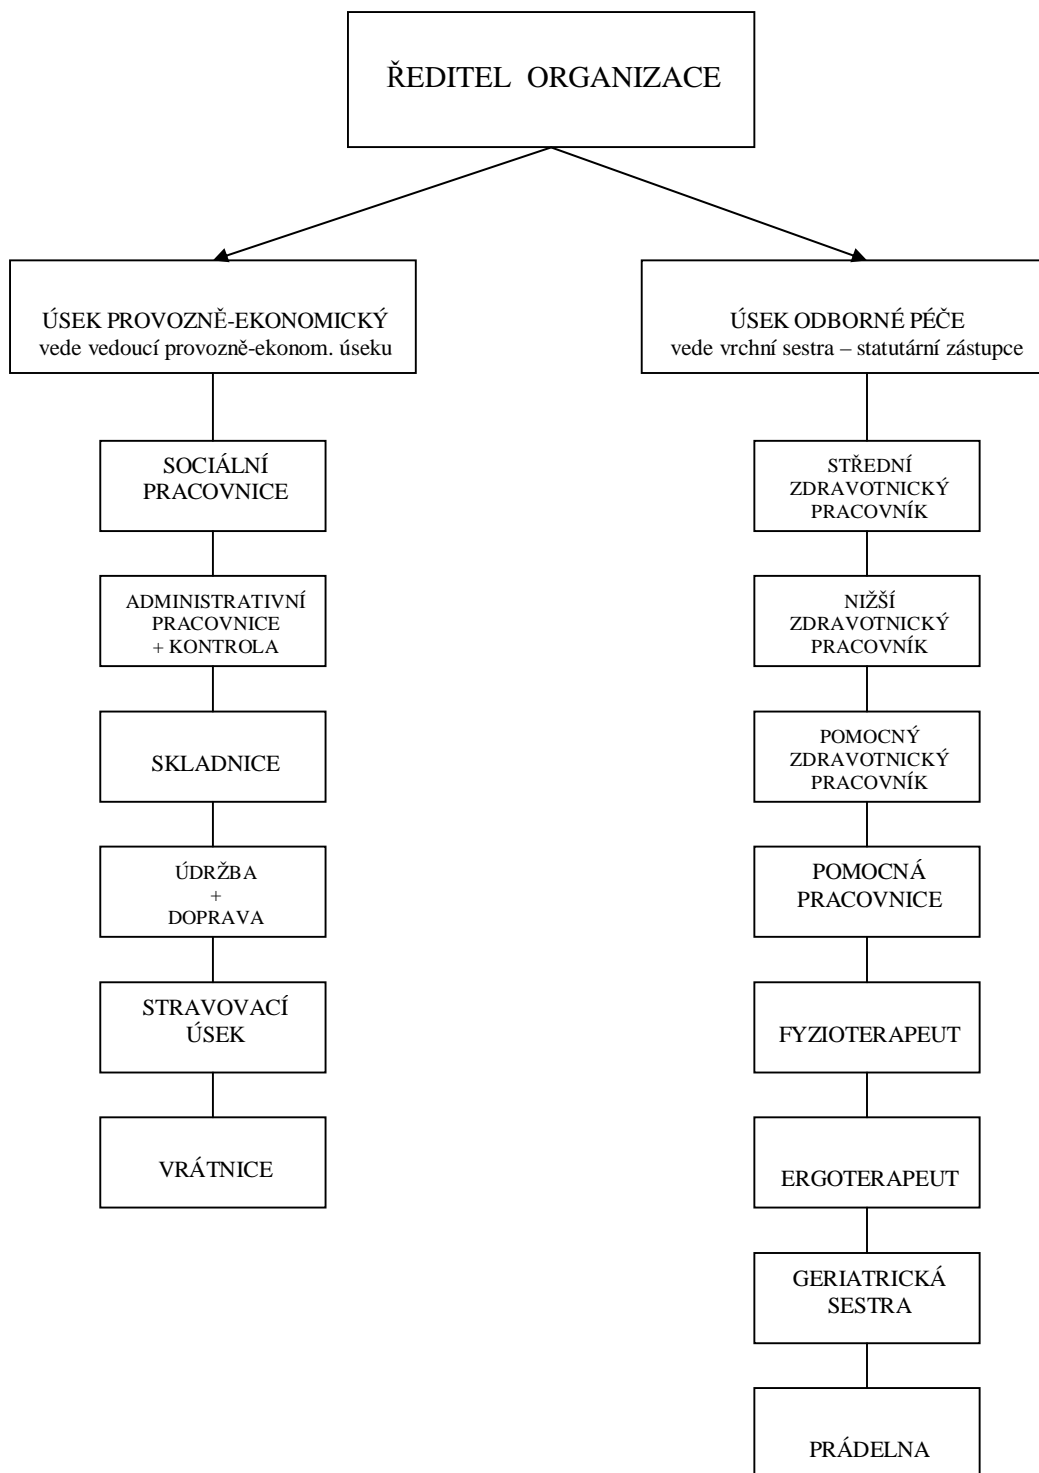 ŘEDITEL ORGANIZACE
ÚSEK PROVOZNĚ-EKONOMICKÝ
vede vedoucí provozně-ekonom. úseku
SOCIÁLNÍ
PRACOVNICE
ADMINISTRATIVNÍ
PRACOVNICE
+ KONTROLA
SKLADNICE
ÚDRŽBA
+
DOPRAVA
STRAVOVACÍ
ÚSEK
VRÁTNICE
ÚSEK ODBORNÉ PÉČE
vede vrchní sestra – statutární zástupce
STŘEDNÍ
ZDRAVOTNICKÝ
PRACOVNÍK
NIŽŠÍ
ZDRAVOTNICKÝ
PRACOVNÍK
POMOCNÝ
ZDRAVOTNICKÝ
PRACOVNÍK
POMOCNÁ
PRACOVNICE
FYZIOTERAPEUT
ERGOTERAPEUT
GERIATRICKÁ
SESTRA
PRÁDELNA